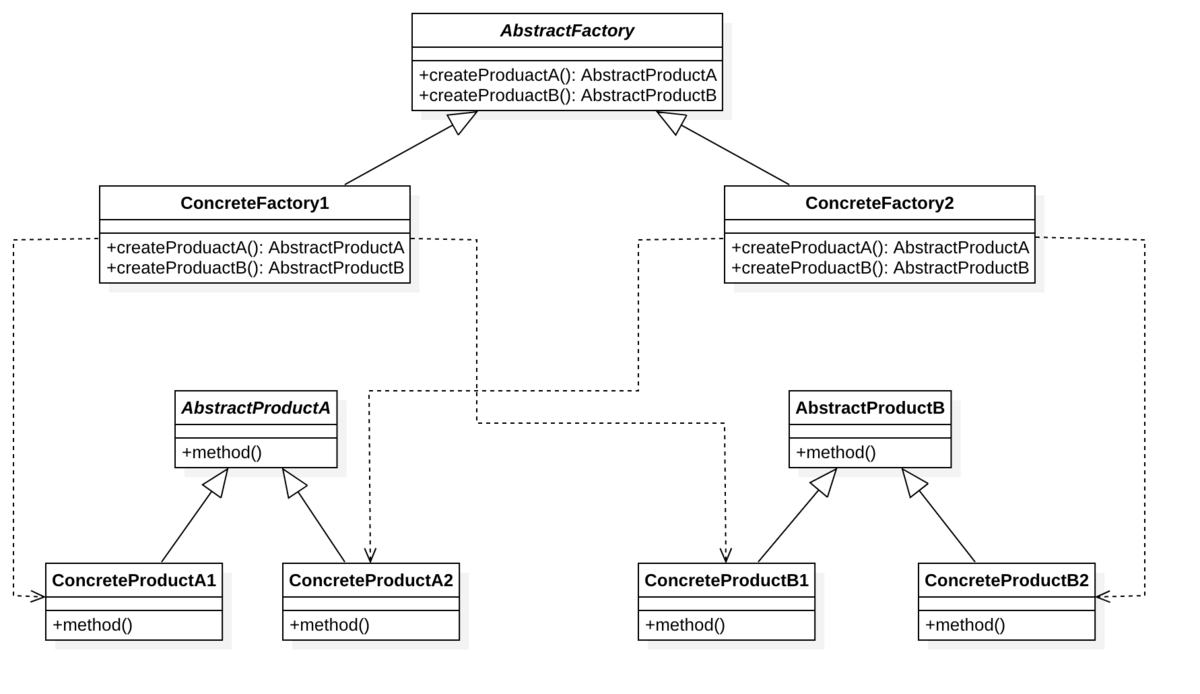 AbstractFactory
+createProduactA(): AbstractProductA
+createProduactB(): AbstractProductB
ConcreteFactory1
+createProduactA(): AbstractProductA
+createProduactB(): AbstractProductB
ConcreteFactory2
+createProduactA(): AbstractProductA
+createProduactB(): AbstractProductB
AbstractProductA
+method()
AbstractProductB
+method()
ConcreteProductA1
+method()
ConcreteProductA2
+method()
ConcreteProductB1
+method()
ConcreteProductB2
+method()